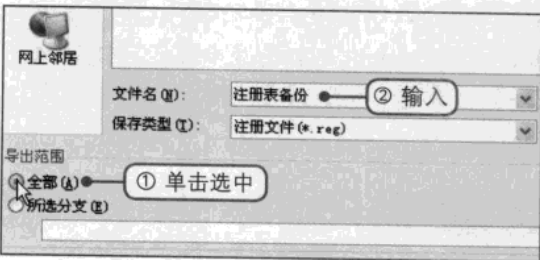 网上邻居
文件名(N): 注册表备份 ② 输入
保存类型(T): 注册文件(*.reg)
导出范围
全部(A) ① 单击选中
所选分支(E)